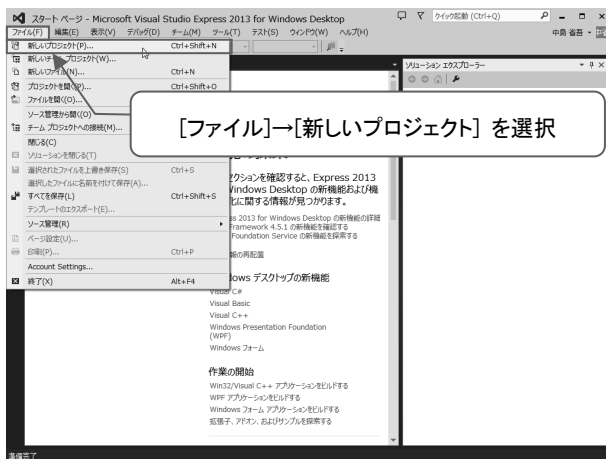 スタート ページ - Microsoft Visual Studio Express 2013 for Windows Desktop
クイック起動 (Ctrl+Q)
ファイル(F) 編集(E) 表示(V) デバッグ(D) チーム(M) ツール(T) テスト(S) ウィンドウ(W) ヘルプ(H)
中島 省吾
新しいプロジェクト(P)... Ctrl+Shift+N
プロジェクト(W)...
新しいファイル(N)... Ctrl+N
プロジェクトを開く(P)... Ctrl+Shift+O
ファイルを開く(O)...
ソース管理から開く(O)
チーム プロジェクトへの接続(M)...
閉じる(C)
ソリューションを閉じる(T)
選択されたファイルを上書き保存(S) Ctrl+S
選択したファイルに名前を付けて保存(A)...
すべてを保存(L) Ctrl+Shift+S
テンプレートのエクスポート(E)...
ソース管理(R)
ページ設定(U)...
印刷(P)... Ctrl+P
Account Settings...
終了(X) Alt+F4
ソリューション エクスプローラー
[ファイル]→[新しいプロジェクト] を選択
クションを確認すると、Express 2013
Windows Desktop の新機能および機
化に関する情報が見つかります。
ss 2013 for Windows Desktop の新機能の詳細
Framework 4.5.1 の新機能を確認する
Foundation Service の新機能を探索する
報の再配置
dows デスクトップの新機能
Visual C#
Visual Basic
Visual C++
Windows Presentation Foundation
(WPF)
Windows フォーム
作業の開始
Win32/Visual C++ アプリケーションをビルドする
WPF アプリケーションをビルドする
Windows フォーム アプリケーションをビルドする
拡張子、アドオン、およびサンプルを探索する
準備完了